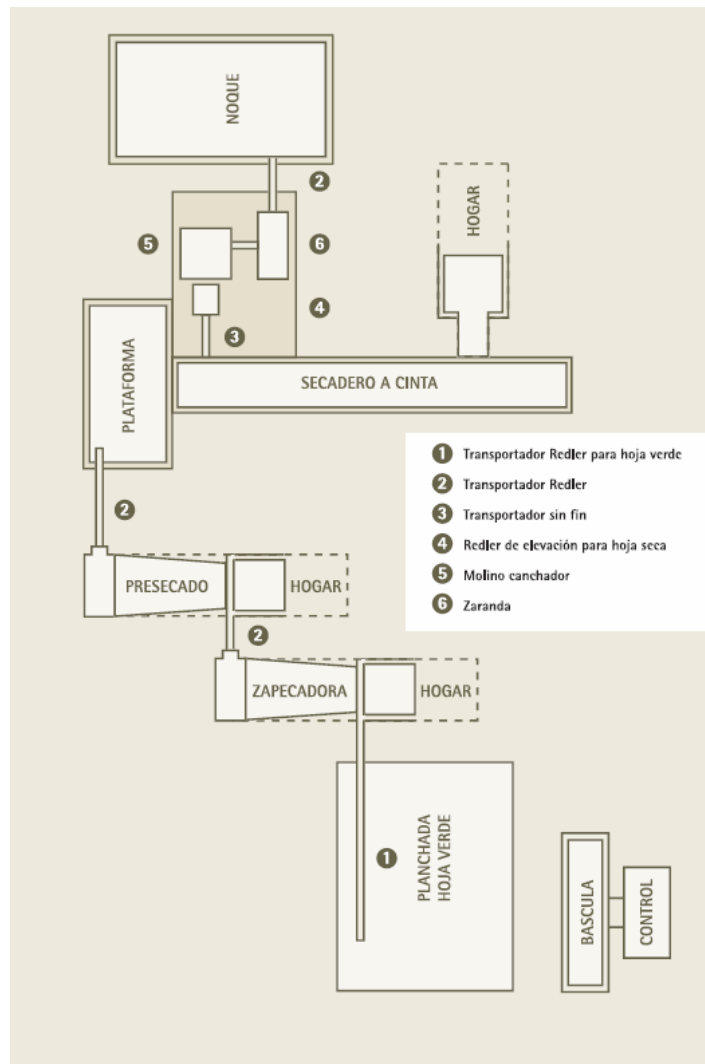 NOQUE
2
HOGAR
5
6
4
3
PLATAFORMA
SECADERO A CINTA
1 Transportador Redler para hoja verde
2 Transportador Redler
3 Transportador sin fin
4 Redler de elevación para hoja seca
5 Molino canchador
6 Zaranda
2
PRESECADO
HOGAR
2
ZAPECADORA
HOGAR
1
PLANCHADA
HOJA VERDE
BASCULA
CONTROL